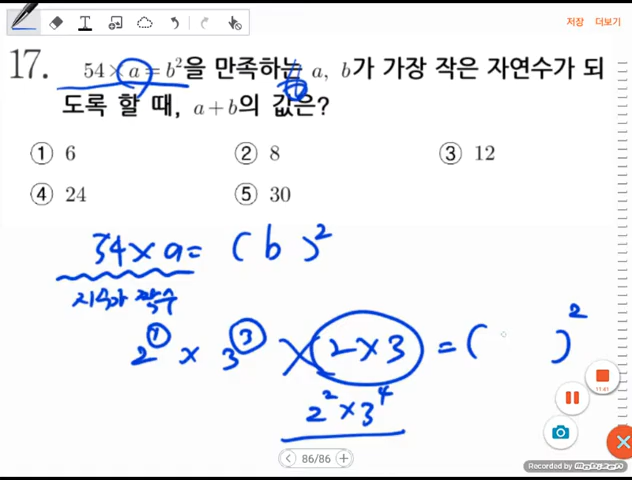 저장 더보기
17. 54 × a = b²을 만족하는 a, b가 가장 작은 자연수가 되
도록 할 때, a+b의 값은?
① 6 ② 8 ③ 12
④ 24 ⑤ 30
54 × a = ( b )²
지수가 짝수
2¹ × 3³ × (2 × 3) = ( )²
2² × 3⁴
86/86
11:41
Recorded by Mobizen